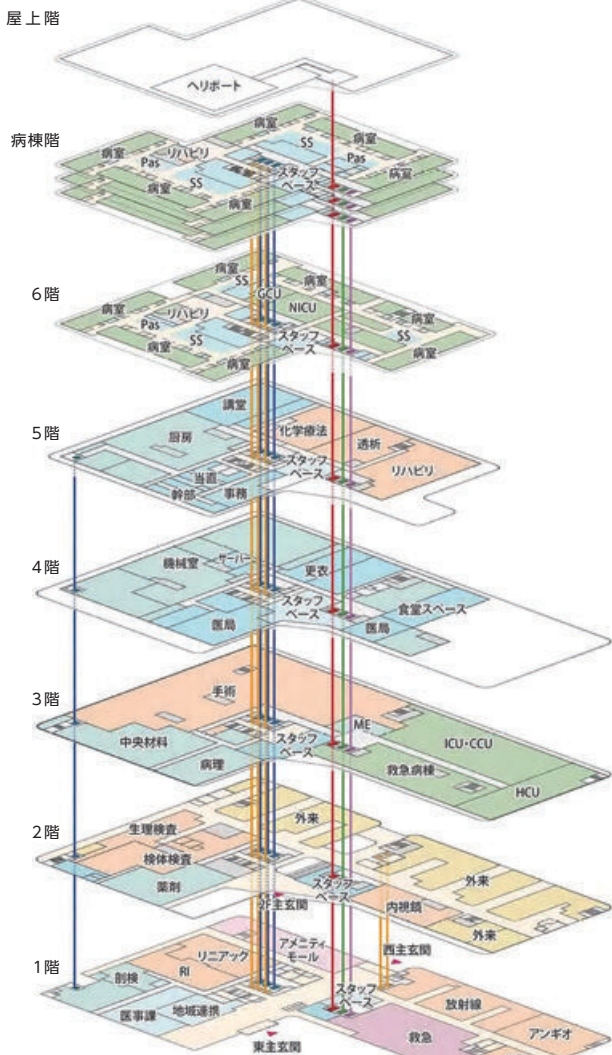 屋上階
ヘリポート
病棟階
病室
病室
リハビリ
SS
病室
Pas
Pas
病室
スタッフ
ベース
SS
病室
病室
6階
病室
SS
病室
GCU
病室
NICU
病室
リハビリ
Pas
スタッフ
ベース
SS
病室
SS
病室
病室
5階
講堂
化学療法
厨房
透析
スタッフ
ベース
リハビリ
当直
幹部
事務
4階
機械室
サーバー
更衣
スタッフ
ベース
食堂スペース
医局
医局
3階
手術
ME
ICU・CCU
中央材料
スタッフ
ベース
病理
救急病棟
HCU
2階
生理検査
外来
検体検査
外来
薬剤
スタッフ
ベース
2F主玄関
内視鏡
外来
1階
リニアック
アメニティ
モール
西主玄関
RI
剖検
スタッフ
ベース
放射線
医事課
地域連携
救急
アンギオ
東主玄関